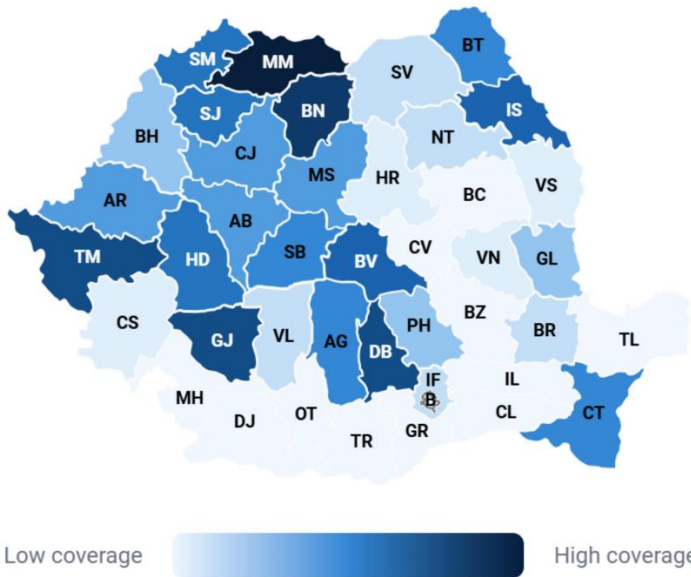 BT
SM
MM
SV
IS
BN
SJ
NT
BH
CJ
MS
HR
VS
BC
AR
AB
CV
SB
TM
HD
BV
VN
GL
CS
BZ
PH
BR
VL
GJ
AG
DB
TL
IF
IL
MH
B
CL
CT
OT
DJ
GR
TR
Low coverage
High coverage